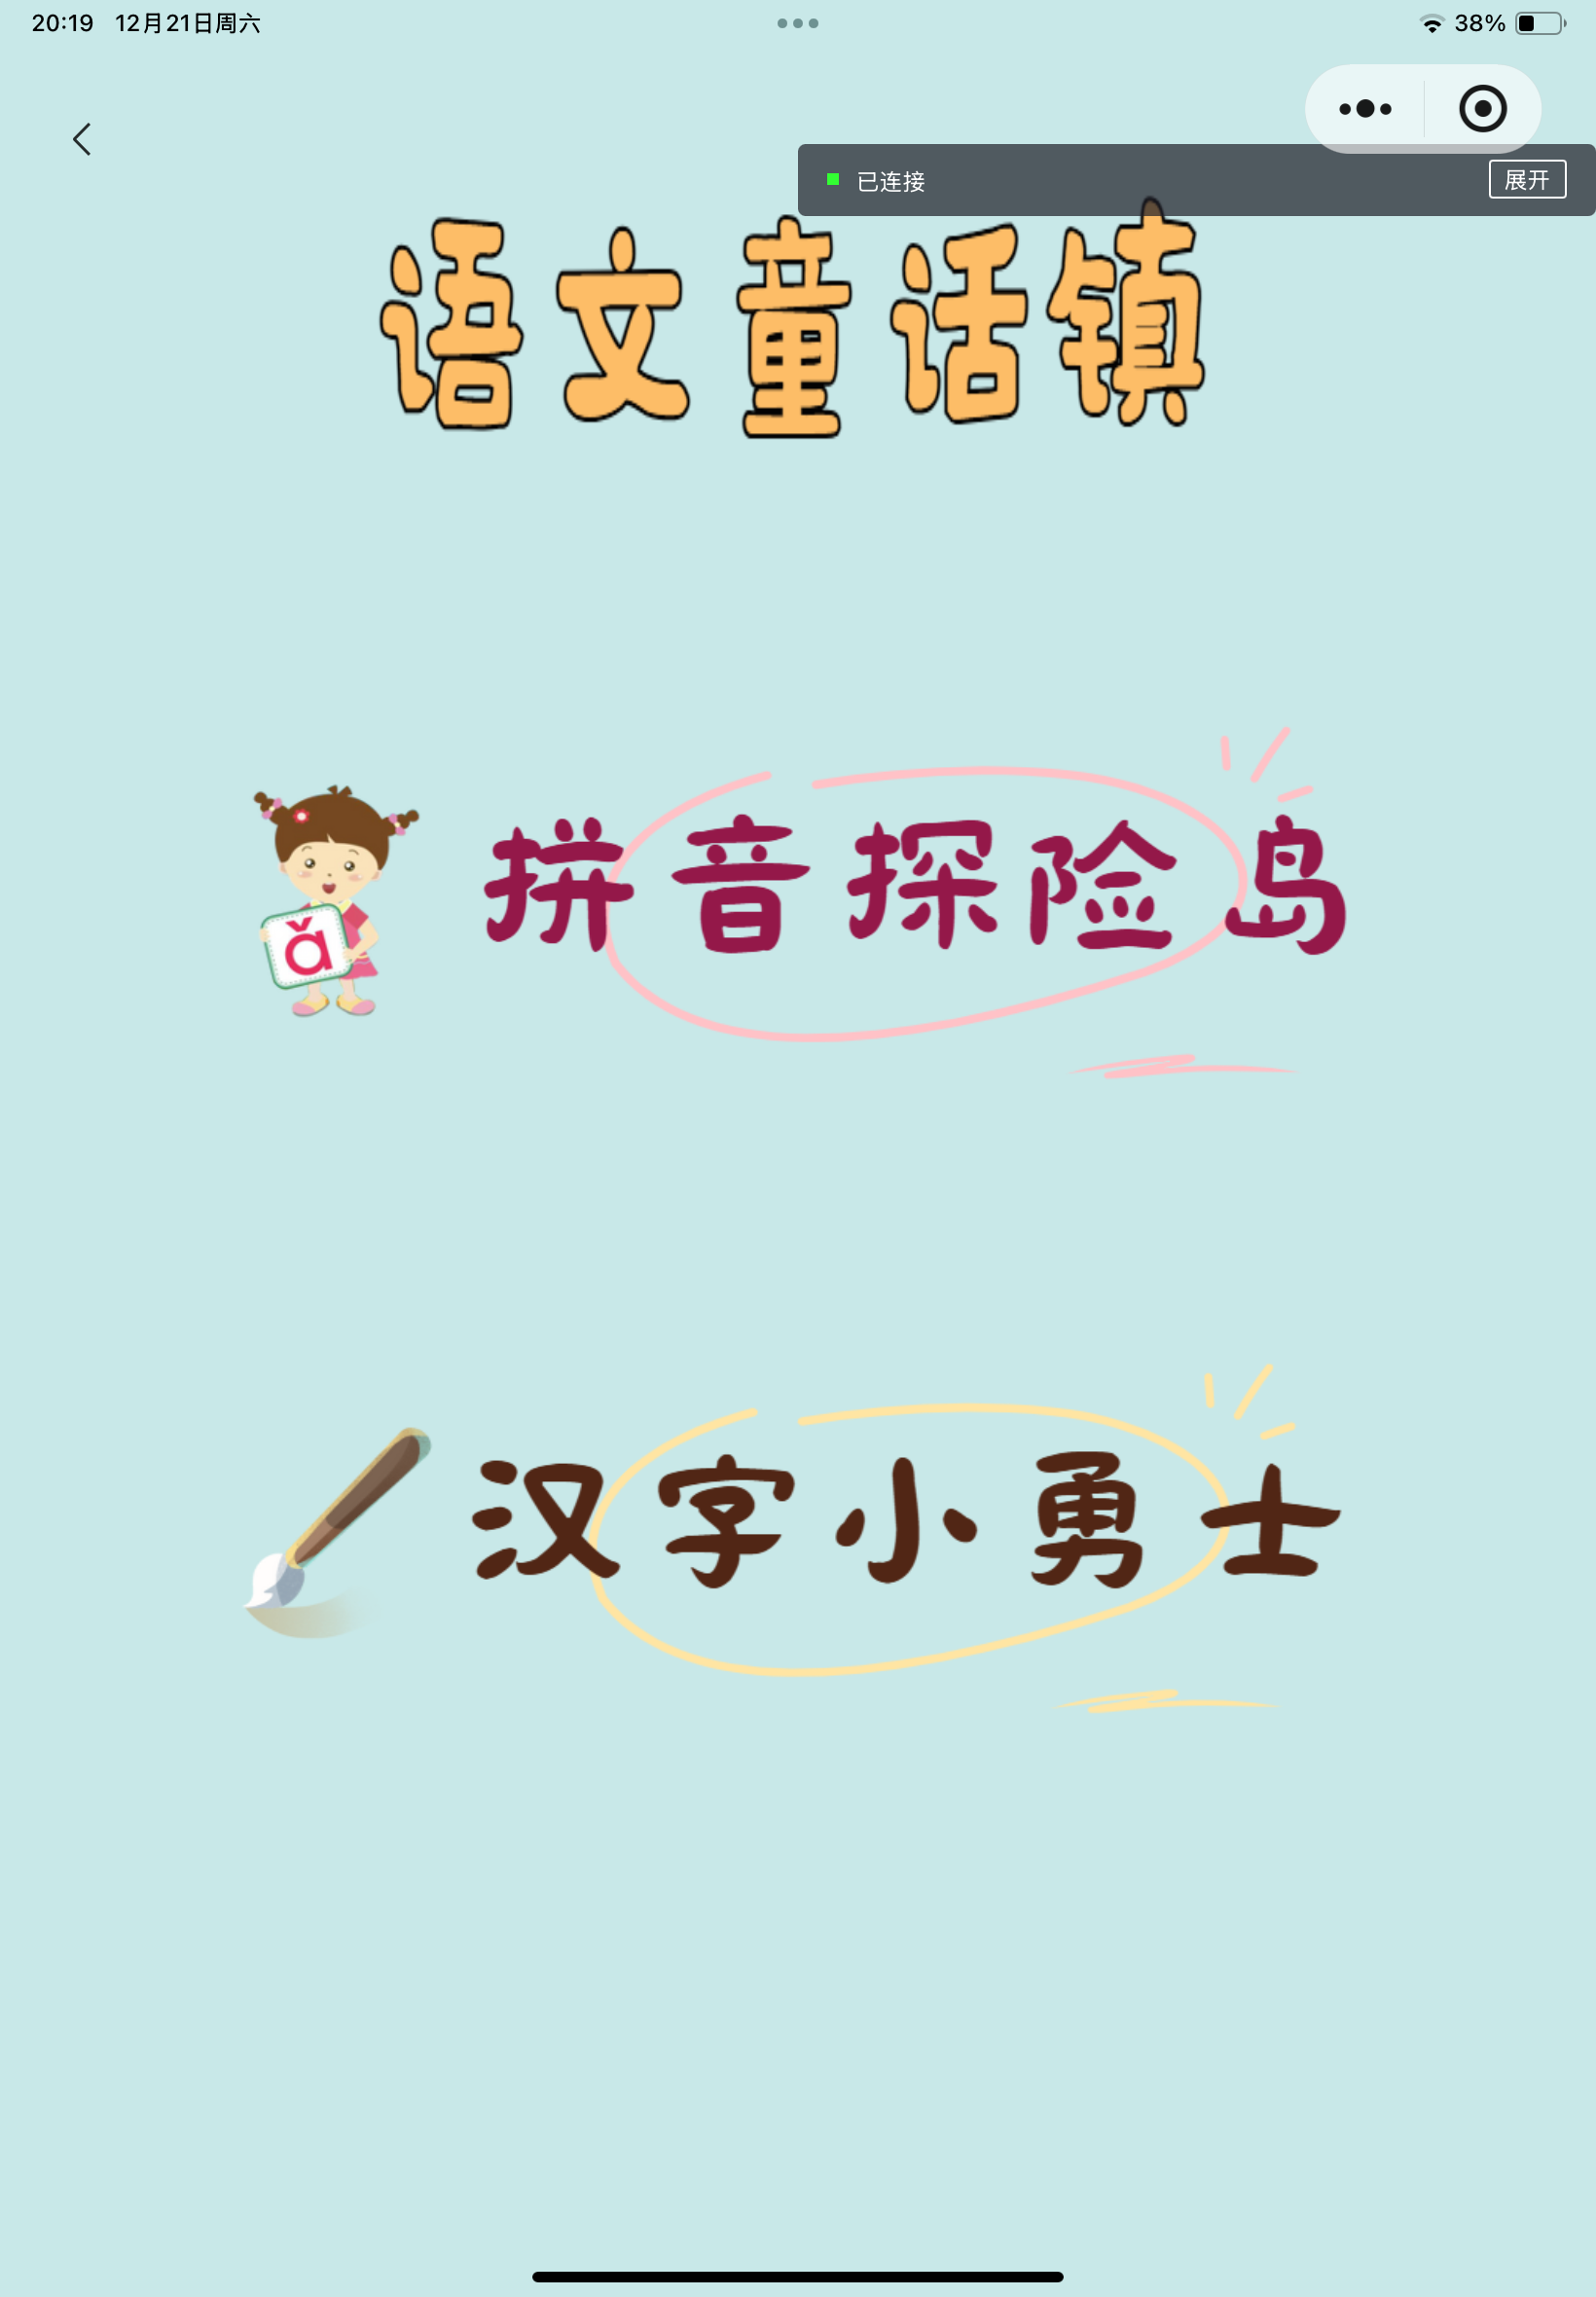 20:19 12月21日周六
38%
已连接
展开
语文童话镇
拼音探险岛
ǎ
汉字小勇士